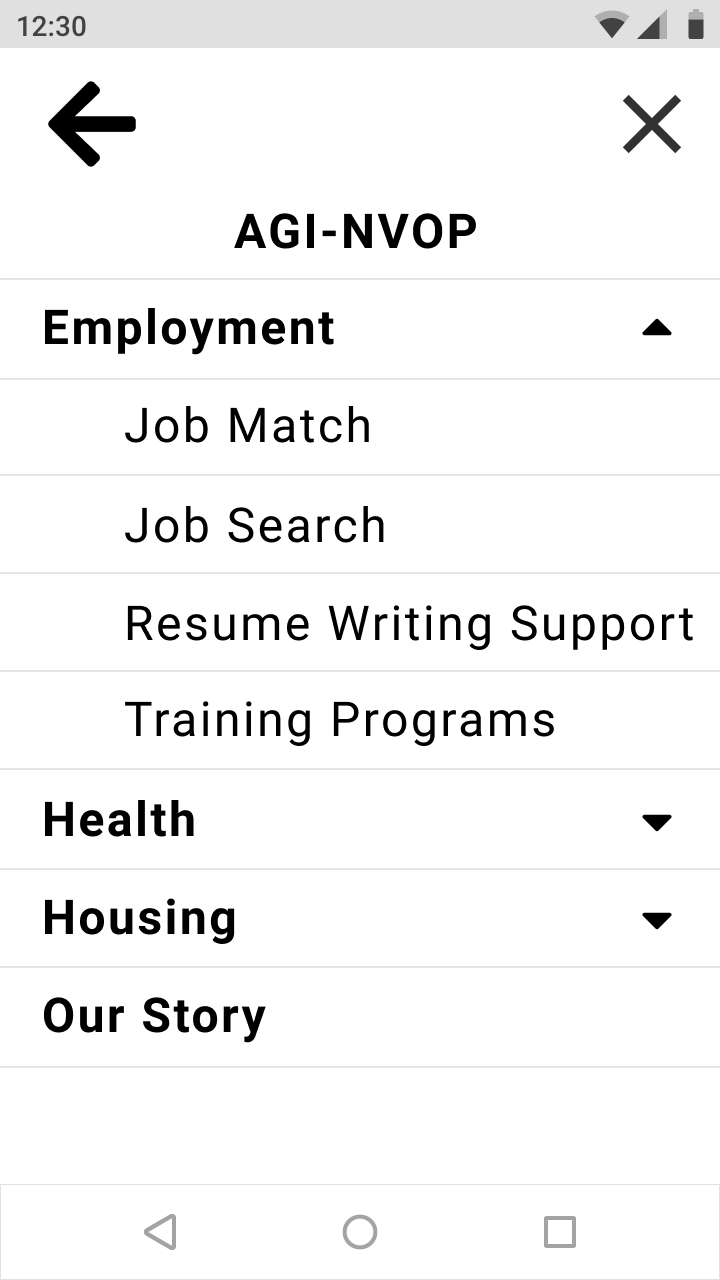 12:30
AGI-NVOP
Employment
Job Match
Job Search
Resume Writing Support
Training Programs
Health
Housing
Our Story